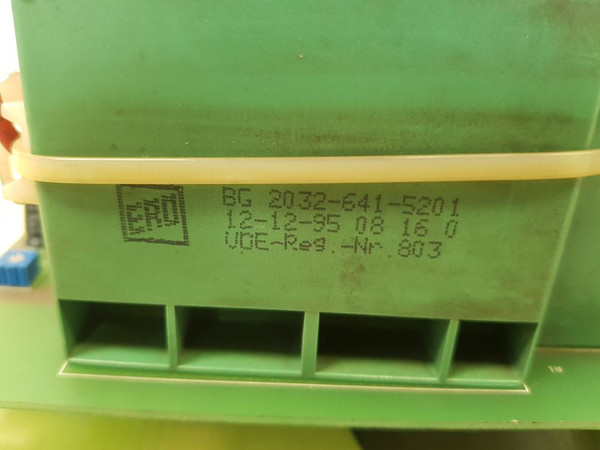 ERO
BG 2032-641-5201
12-12-95 08 16 0
VDE-Reg.-Nr.803